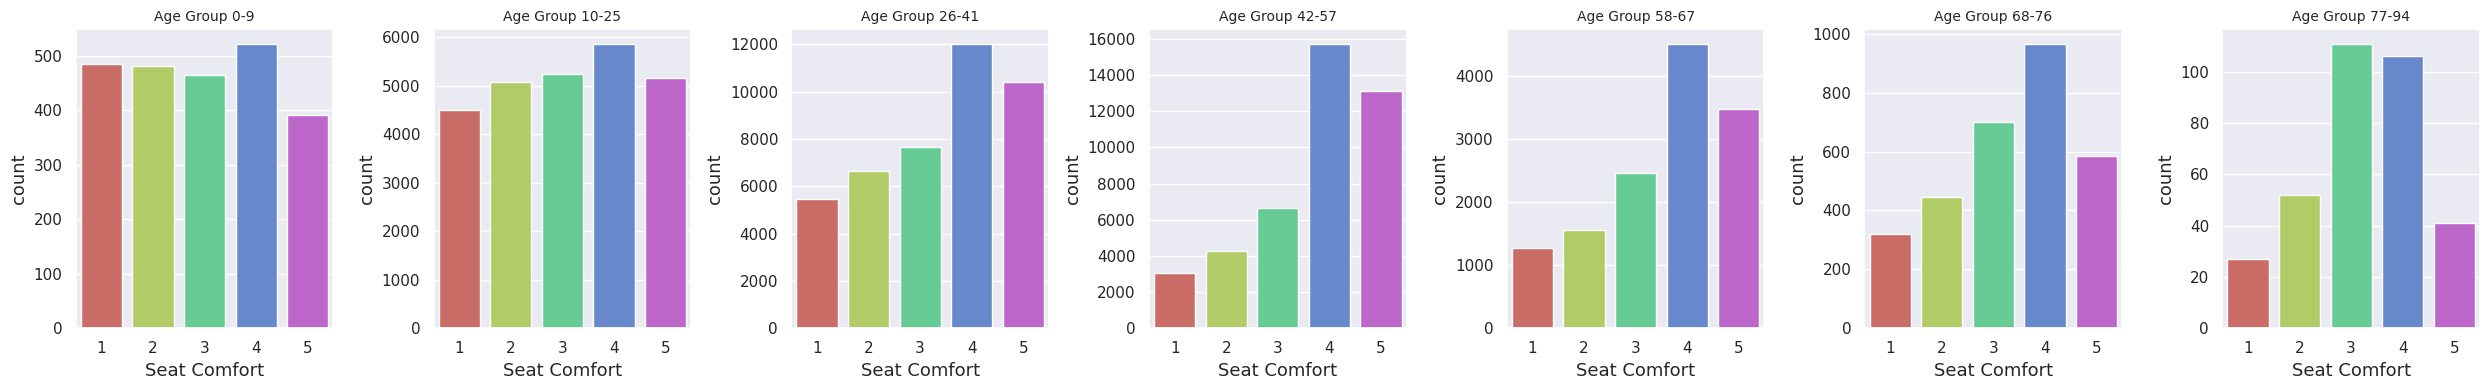 Age Group 0-9
500
400
300
200
100
0
count
1 2 3 4 5
Seat Comfort
Age Group 10-25
6000
5000
4000
3000
2000
1000
0
count
1 2 3 4 5
Seat Comfort
Age Group 26-41
12000
10000
8000
6000
4000
2000
0
count
1 2 3 4 5
Seat Comfort
Age Group 42-57
16000
14000
12000
10000
8000
6000
4000
2000
0
count
1 2 3 4 5
Seat Comfort
Age Group 58-67
4000
3000
2000
1000
0
count
1 2 3 4 5
Seat Comfort
Age Group 68-76
1000
800
600
400
200
0
count
1 2 3 4 5
Seat Comfort
Age Group 77-94
100
80
60
40
20
0
count
1 2 3 4 5
Seat Comfort